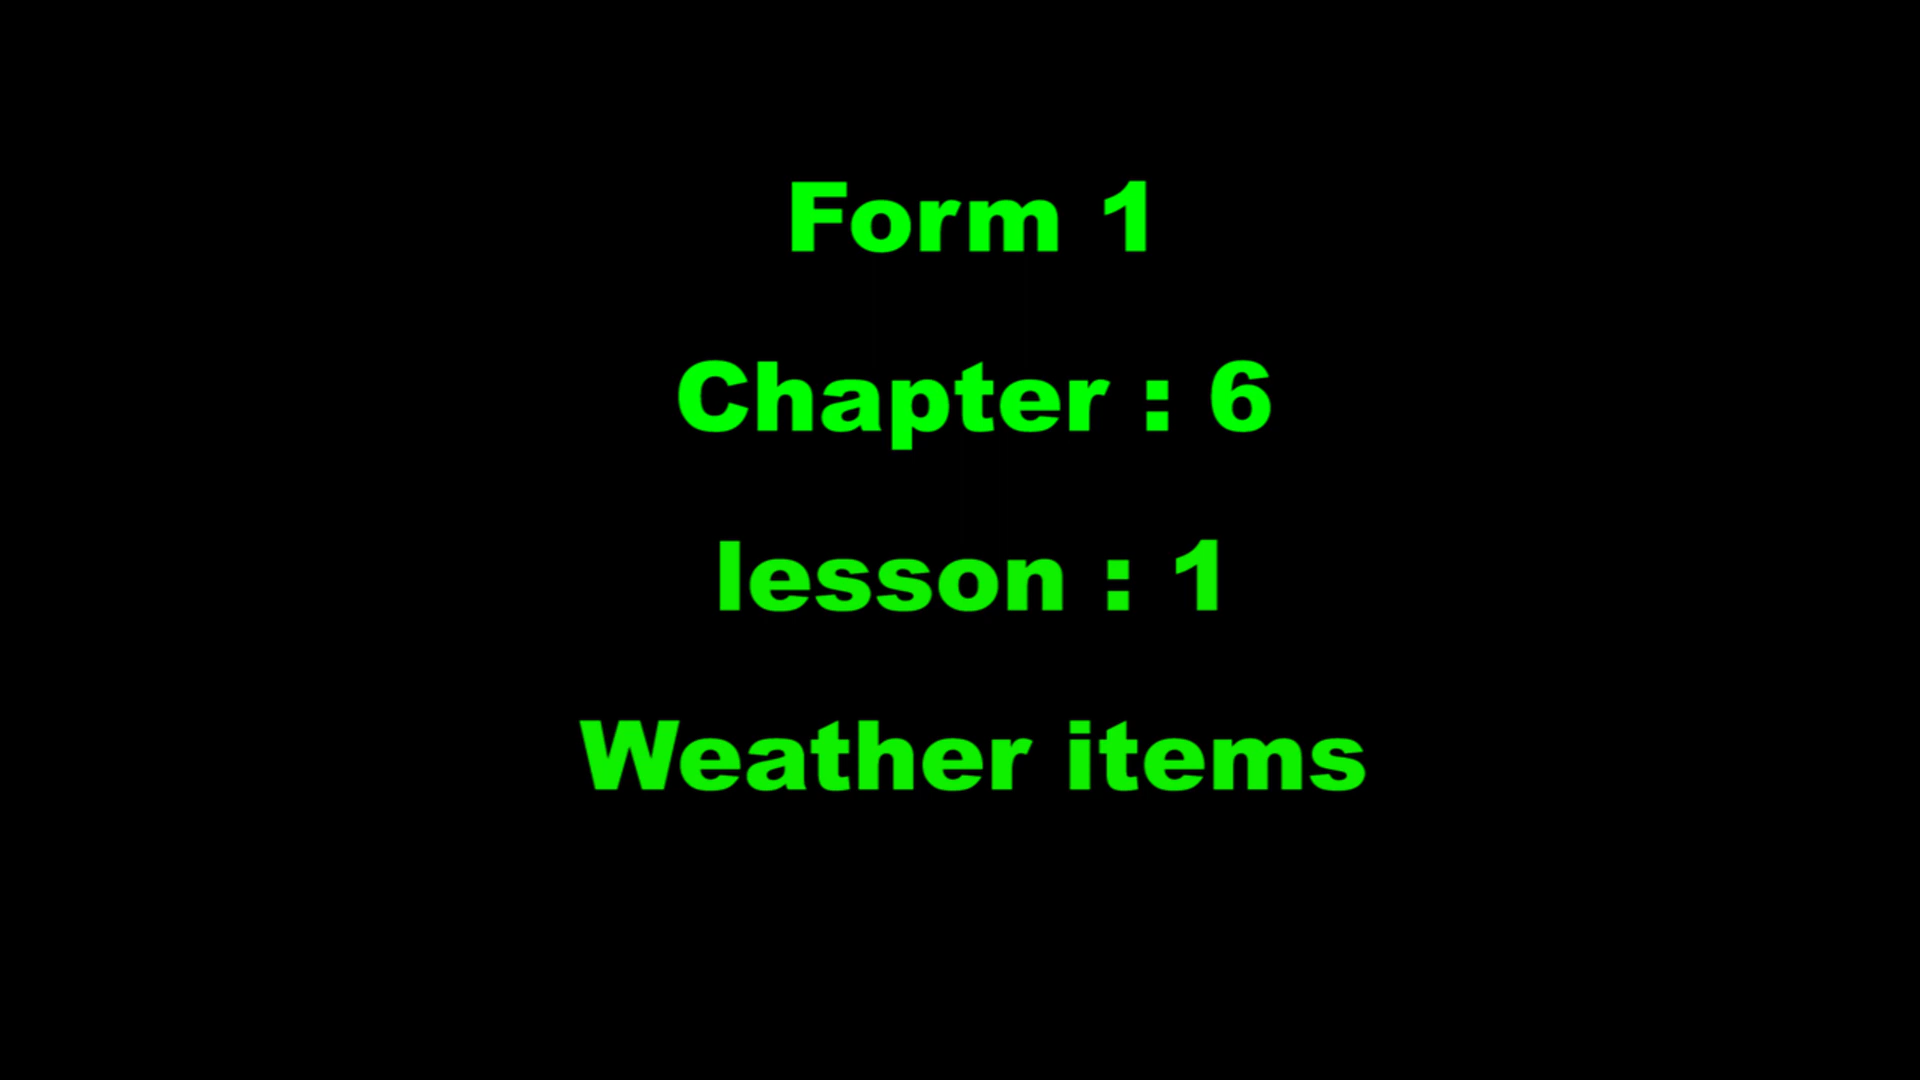 Form 1
Chapter : 6
lesson : 1
Weather items